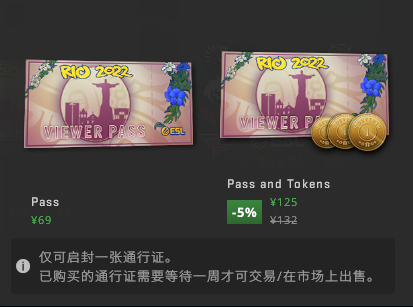 RIO 2022
VIEWER PASS
ESL
RIO 2022
VIEWER PASS
Pass
¥69
Pass and Tokens
-5%
¥125
¥132
仅可启封一张通行证。
已购买的通行证需要等待一周才可交易/在市场上出售。